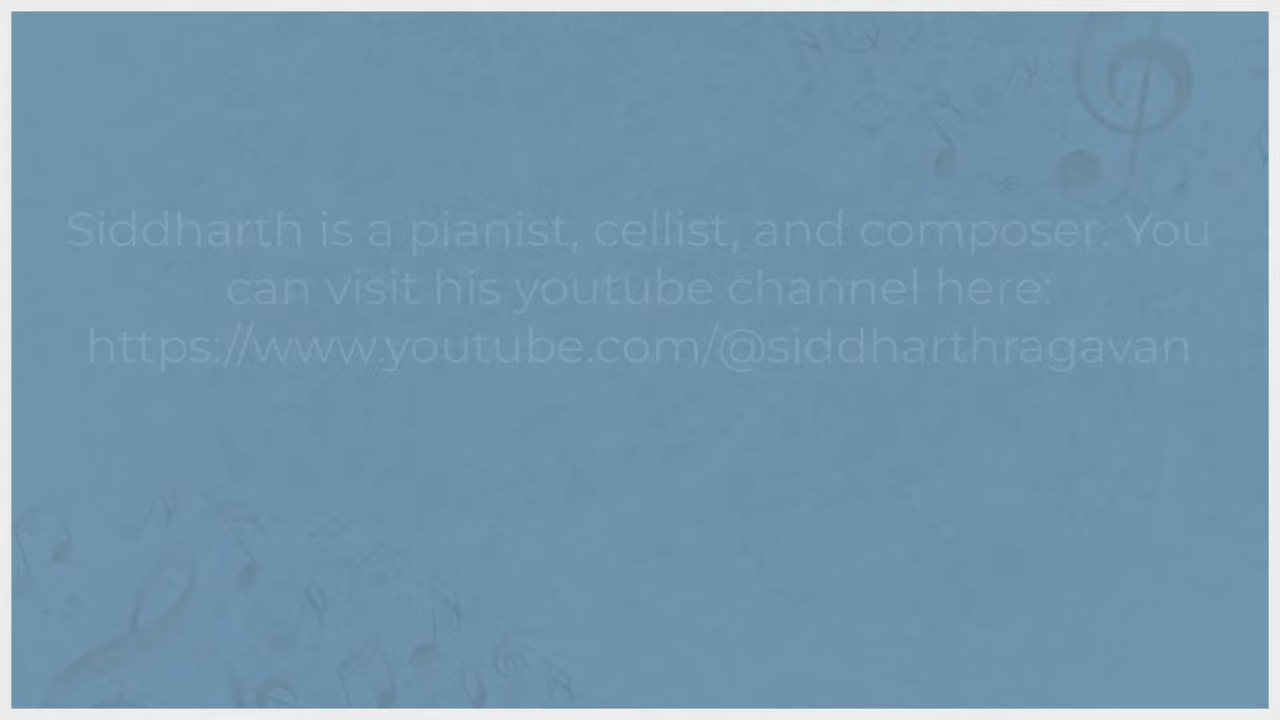 Siddharth is a pianist, cellist, and composer. You
can visit his youtube channel here:
https://www.youtube.com/@siddharthragavan